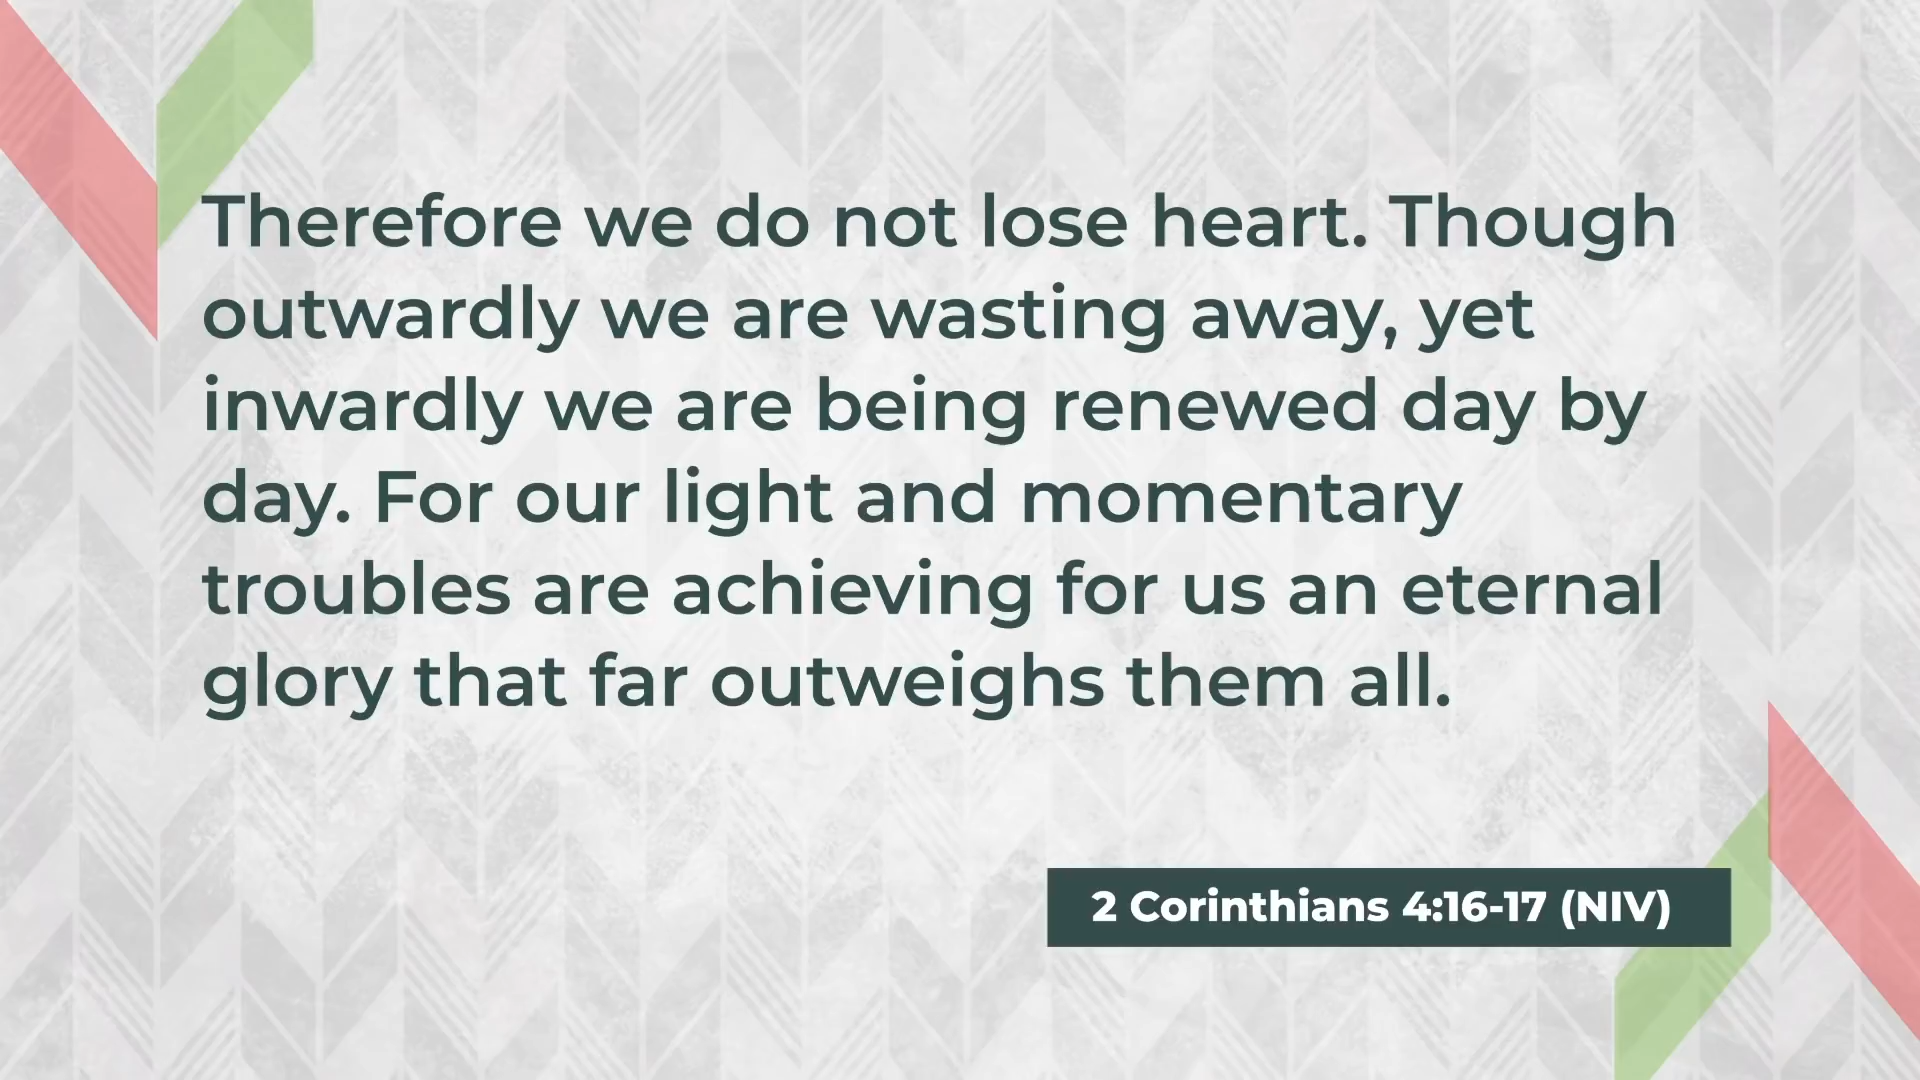 Therefore we do not lose heart. Though
outwardly we are wasting away, yet
inwardly we are being renewed day by
day. For our light and momentary
troubles are achieving for us an eternal
glory that far outweighs them all.
2 Corinthians 4:16-17 (NIV)